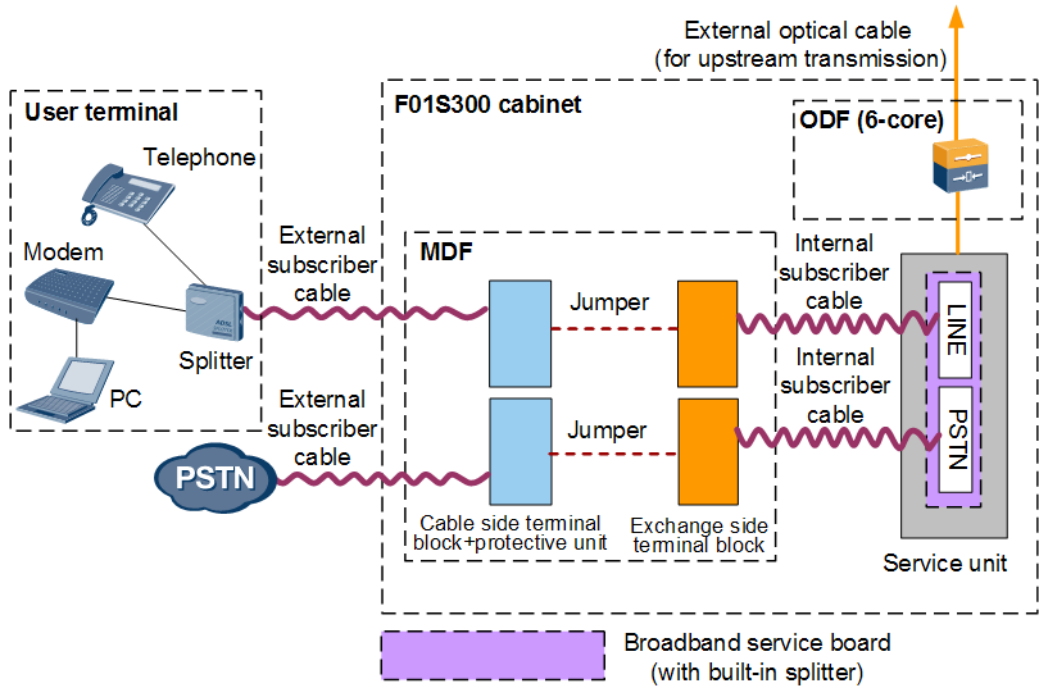 External optical cable
(for upstream transmission)
User terminal
F01S300 cabinet
ODF (6-core)
Telephone
Modem
Splitter
PC
External
subscriber
cable
MDF
Jumper
Internal
subscriber
cable
LINE
External
subscriber
cable
PSTN
Jumper
Internal
subscriber
cable
PSTN
Cable side terminal
block+protective unit
Exchange side
terminal block
Service unit
Broadband service board
(with built-in splitter)